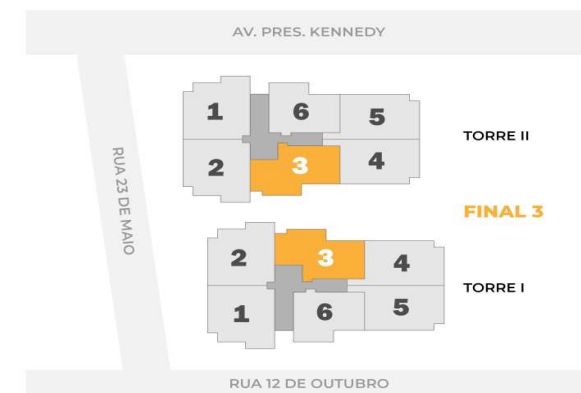 AV. PRES. KENNEDY
1
6
5
TORRE II
2
3
4
RUA 23 DE MAIO
FINAL 3
2
3
4
TORRE I
1
6
5
RUA 12 DE OUTUBRO